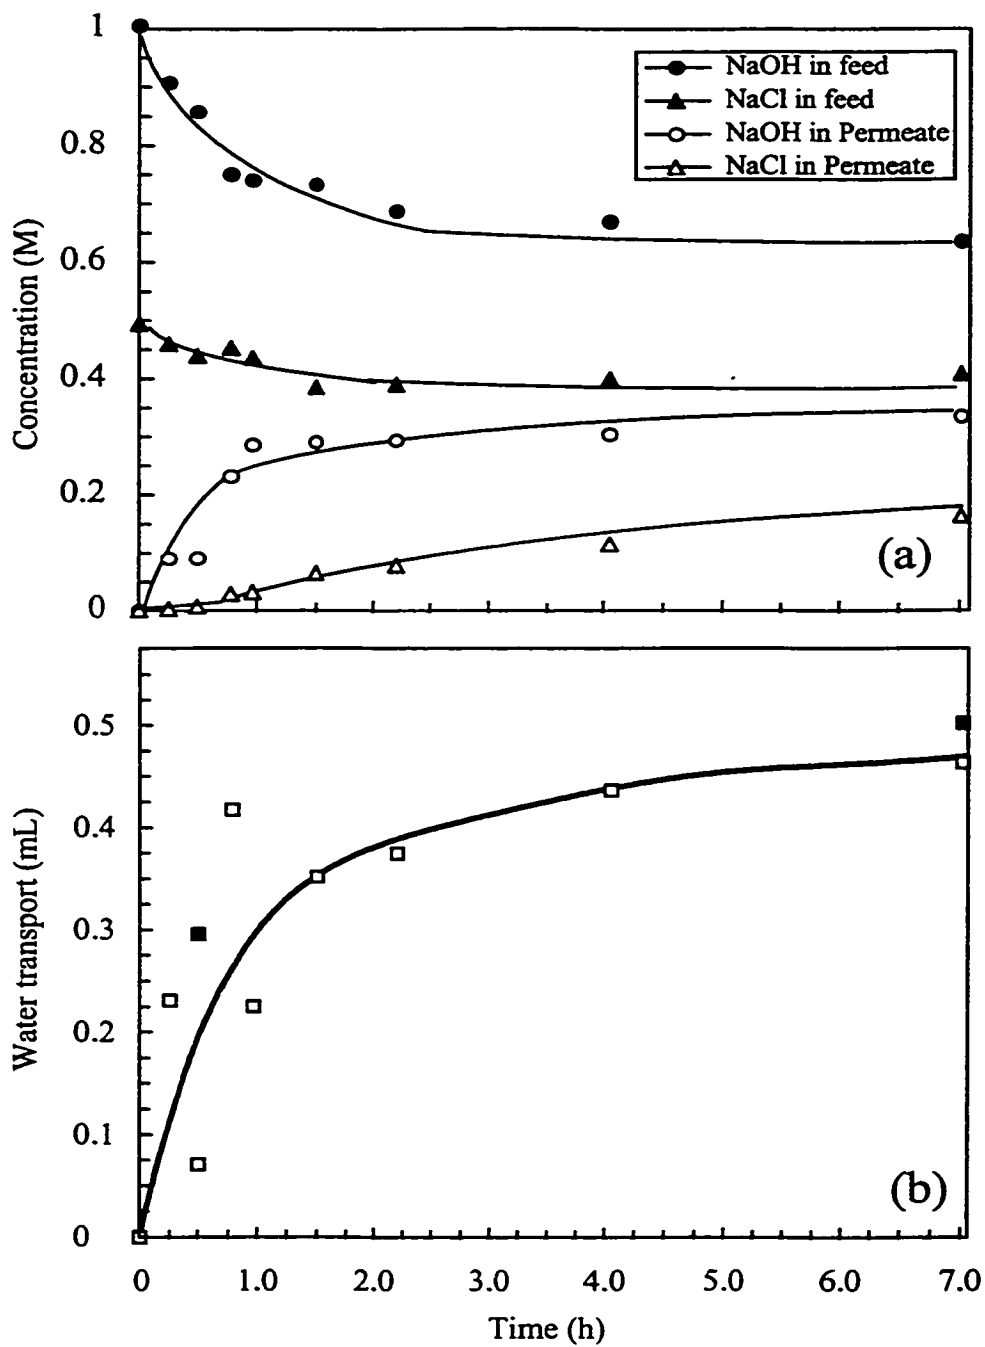 1
0.8
0.6
0.4
0.2
0
Concentration (M)
NaOH in feed
NaCl in feed
NaOH in Permeate
NaCl in Permeate
(a)
0.5
0.4
0.3
0.2
0.1
0
Water transport (mL)
(b)
0 1.0 2.0 3.0 4.0 5.0 6.0 7.0
Time (h)